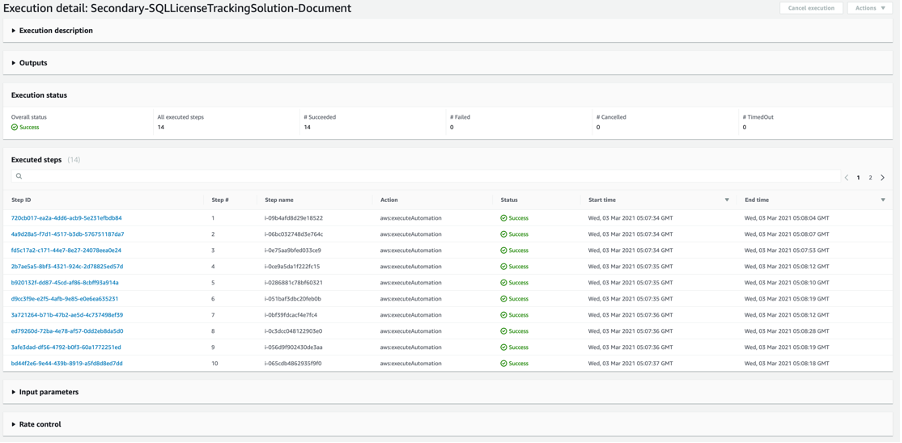 Execution detail: Secondary-SQLLicenseTrackingSolution-Document
Cancel execution
Actions
Execution description
Outputs
Execution status
Overall status All executed steps # Succeeded # Failed # Cancelled # TimedOut
Success 14 14 0 0 0
Executed steps (14)
1 2
Step ID Step # Step name Action Status Start time End time
720cb017-ea2a-4dd6-acb9-5e231efbdb84 1 i-09b4afd8d29e18522 aws:executeAutomation Success Wed, 03 Mar 2021 05:07:34 GMT Wed, 03 Mar 2021 05:08:04 GMT
4a9d28a5-f7d1-4517-b3db-576751187da7 2 i-06bc032748d3e764c aws:executeAutomation Success Wed, 03 Mar 2021 05:07:34 GMT Wed, 03 Mar 2021 05:08:12 GMT
fd5c17a2-c171-44e7-8e27-24078eea0e24 3 i-0e75aa9bfed033ce9 aws:executeAutomation Success Wed, 03 Mar 2021 05:07:34 GMT Wed, 03 Mar 2021 05:07:53 GMT
2b7ae5a5-8bf3-4321-924c-2d78825ed57d 4 i-0ce9a5da1f222fc15 aws:executeAutomation Success Wed, 03 Mar 2021 05:07:35 GMT Wed, 03 Mar 2021 05:08:12 GMT
b920132f-dd87-45cd-af86-8cbff93a914a 5 i-0286881c78bf60321 aws:executeAutomation Success Wed, 03 Mar 2021 05:07:35 GMT Wed, 03 Mar 2021 05:08:10 GMT
d9cc3f9e-e2f5-4afb-9e85-e0e6ea635231 6 i-051baf3dbc20feb0b aws:executeAutomation Success Wed, 03 Mar 2021 05:07:35 GMT Wed, 03 Mar 2021 05:08:19 GMT
3a721264-b71b-47b2-ae5d-4c737498ef39 7 i-0bf39fdcacf4e7fc4 aws:executeAutomation Success Wed, 03 Mar 2021 05:07:36 GMT Wed, 03 Mar 2021 05:08:12 GMT
ed79260d-72ba-4e78-af57-0dd2eb8da5d0 8 i-0c3dcc048122903e0 aws:executeAutomation Success Wed, 03 Mar 2021 05:07:36 GMT Wed, 03 Mar 2021 05:08:28 GMT
3afe3dad-df56-4792-b0f3-60a1772251ed 9 i-056d9f902430de3aa aws:executeAutomation Success Wed, 03 Mar 2021 05:07:36 GMT Wed, 03 Mar 2021 05:08:19 GMT
bd44f2e6-9e44-439b-8919-a5fd8d8ed7dd 10 i-065cdb4862935f9f0 aws:executeAutomation Success Wed, 03 Mar 2021 05:07:37 GMT Wed, 03 Mar 2021 05:08:18 GMT
Input parameters
Rate control